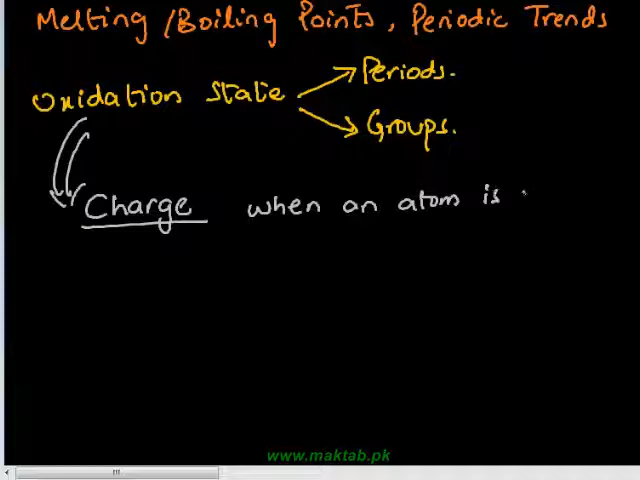 Melting /Boiling Points, Periodic Trends
Oxidation State
Periods.
Groups.
Charge when an atom is
www.maktab.pk